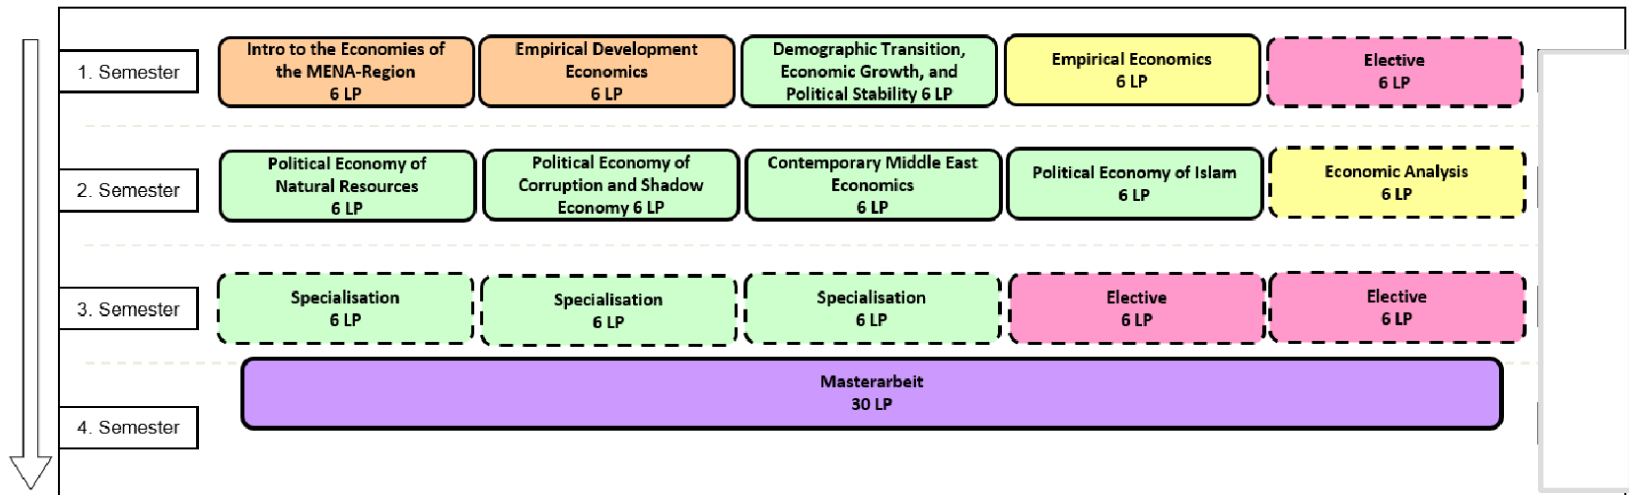 1. Semester
Intro to the Economies of
the MENA-Region
6 LP
Empirical Development
Economics
6 LP
Demographic Transition,
Economic Growth, and
Political Stability 6 LP
Empirical Economics
6 LP
Elective
6 LP
2. Semester
Political Economy of
Natural Resources
6 LP
Political Economy of
Corruption and Shadow
Economy 6 LP
Contemporary Middle East
Economics
6 LP
Political Economy of Islam
6 LP
Economic Analysis
6 LP
3. Semester
Specialisation
6 LP
Specialisation
6 LP
Specialisation
6 LP
Elective
6 LP
Elective
6 LP
4. Semester
Masterarbeit
30 LP